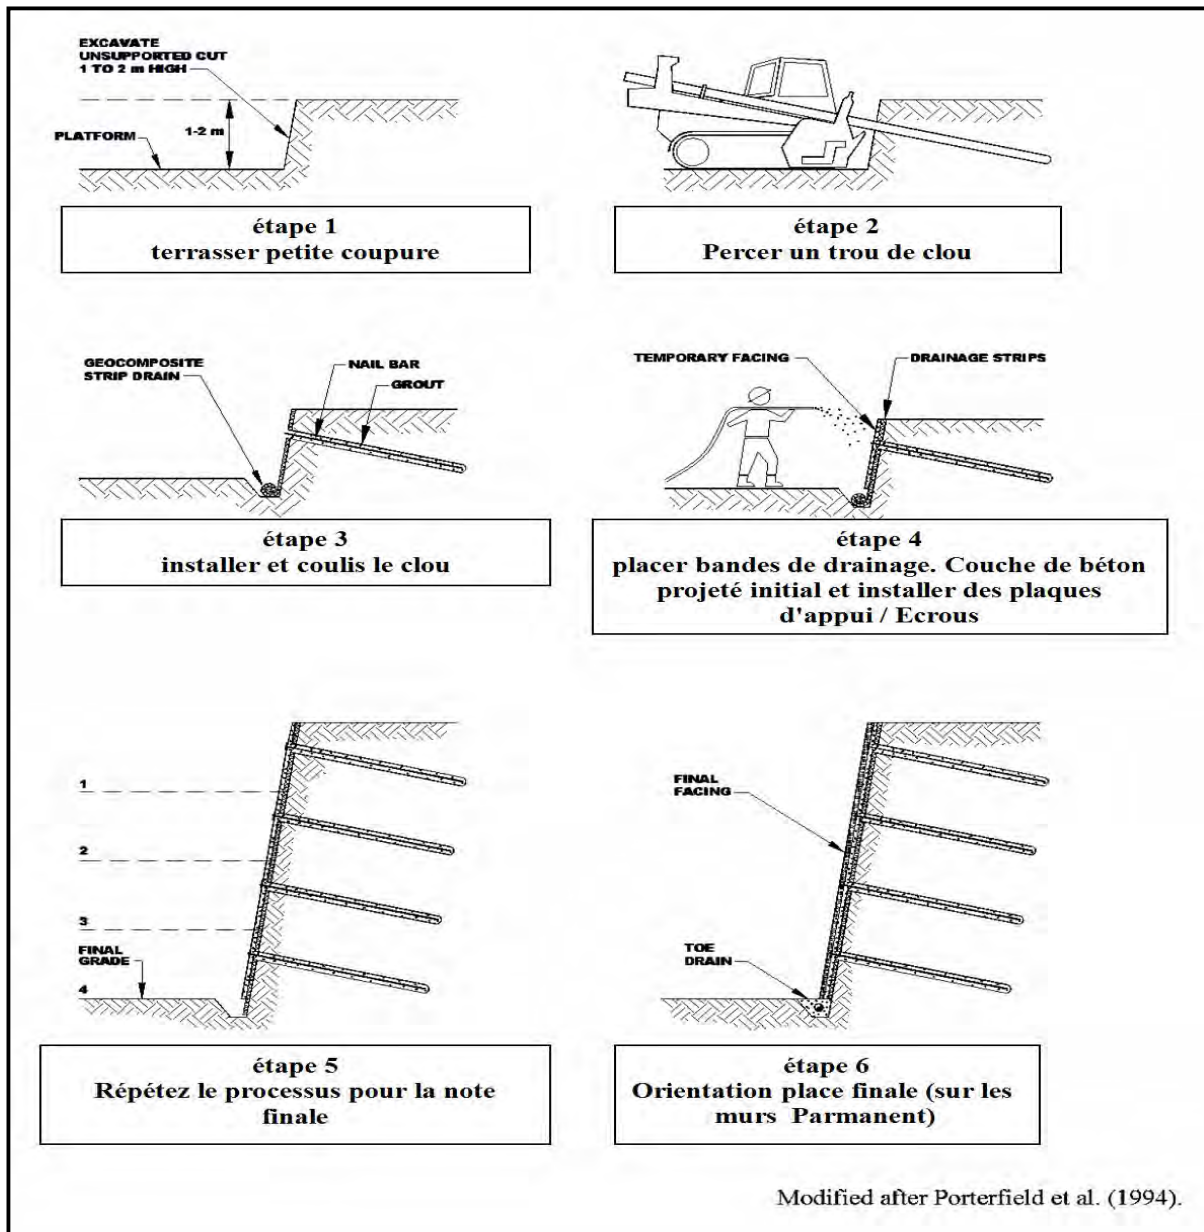 EXCAVATE
UNSUPPORTED CUT
1 TO 2 m HIGH
1-2 m
PLATFORM
étape 1
terrasser petite coupure
étape 2
Percer un trou de clou
GEOCOMPOSITE
STRIP DRAIN
NAIL BAR
GROUT
étape 3
installer et coulis le clou
TEMPORARY FACING
DRAINAGE STRIPS
étape 4
placer bandes de drainage. Couche de béton
projeté initial et installer des plaques
d'appui / Ecrous
1
2
3
FINAL
GRADE
4
étape 5
Répétez le processus pour la note
finale
FINAL
FACING
TOE
DRAIN
étape 6
Orientation place finale (sur les
murs Parmanent)
Modified after Porterfield et al. (1994).